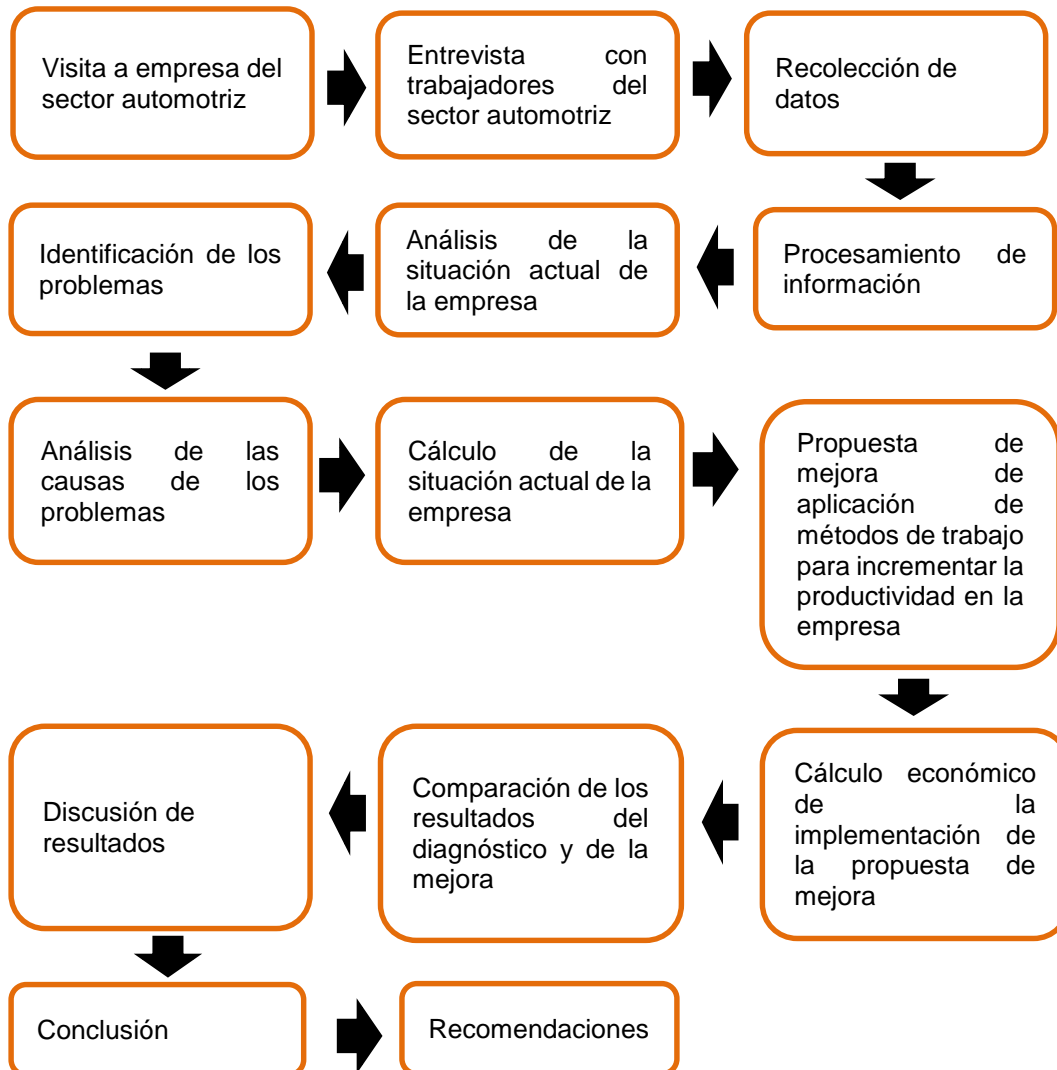 Visita a empresa del
sector automotriz
Entrevista con
trabajadores del
sector automotriz
Recolección de
datos
Procesamiento de
información
Análisis de la
situación actual de
la empresa
Identificación de los
problemas
Análisis de las
causas de los
problemas
Cálculo de la
situación actual de la
empresa
Propuesta de
mejora de
aplicación de
métodos de trabajo
para incrementar la
productividad en la
empresa
Cálculo económico
de la
implementación de
la propuesta de
mejora
Comparación de los
resultados del
diagnóstico y de la
mejora
Discusión de
resultados
Conclusión
Recomendaciones